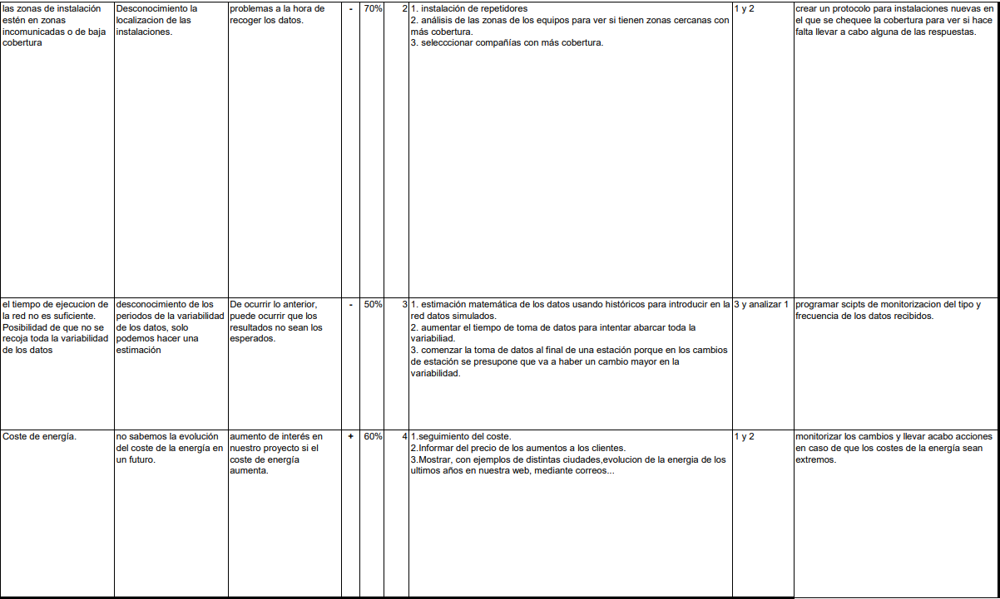 las zonas de instalación
estén en zonas
incomunicadas o de baja
cobertura
Desconocimiento la
localizacion de las
instalaciones.
problemas a la hora de
recoger los datos.
-
70%
2
1. instalación de repetidores
2. análisis de las zonas de los equipos para ver si tienen zonas cercanas con
más cobertura.
3. selecccionar compañías con más cobertura.
1 y 2
crear un protocolo para instalaciones nuevas en
el que se chequee la cobertura para ver si hace
falta llevar a cabo alguna de las respuestas.
el tiempo de ejecucion de
la red no es suficiente.
Posibilidad de que no se
recoja toda la variabilidad
de los datos
desconocimiento de los
periodos de la variabilidad
de los datos, solo
podemos hacer una
estimación
De ocurrir lo anterior,
puede ocurrir que los
resultados no sean los
esperados.
-
50%
3
1. estimación matemática de los datos usando históricos para introducir en la
red datos simulados.
2. aumentar el tiempo de toma de datos para intentar abarcar toda la
variabiliad.
3. comenzar la toma de datos al final de una estación porque en los cambios
de estación se presupone que va a haber un cambio mayor en la
variabilidad.
3 y analizar 1
programar scipts de monitorizacion del tipo y
frecuencia de los datos recibidos.
Coste de energía.
no sabemos la evolución
del coste de la energía en
un futuro.
aumento de interés en
nuestro proyecto si el
coste de energía
aumenta.
+
60%
4
1.seguimiento del coste.
2.Informar del precio de los aumentos a los clientes.
3.Mostrar, con ejemplos de distintas ciudades,evolucion de la energia de los
ultimos años en nuestra web, mediante correos...
1 y 2
monitorizar los cambios y llevar acabo acciones
en caso de que los costes de la energía sean
extremos.